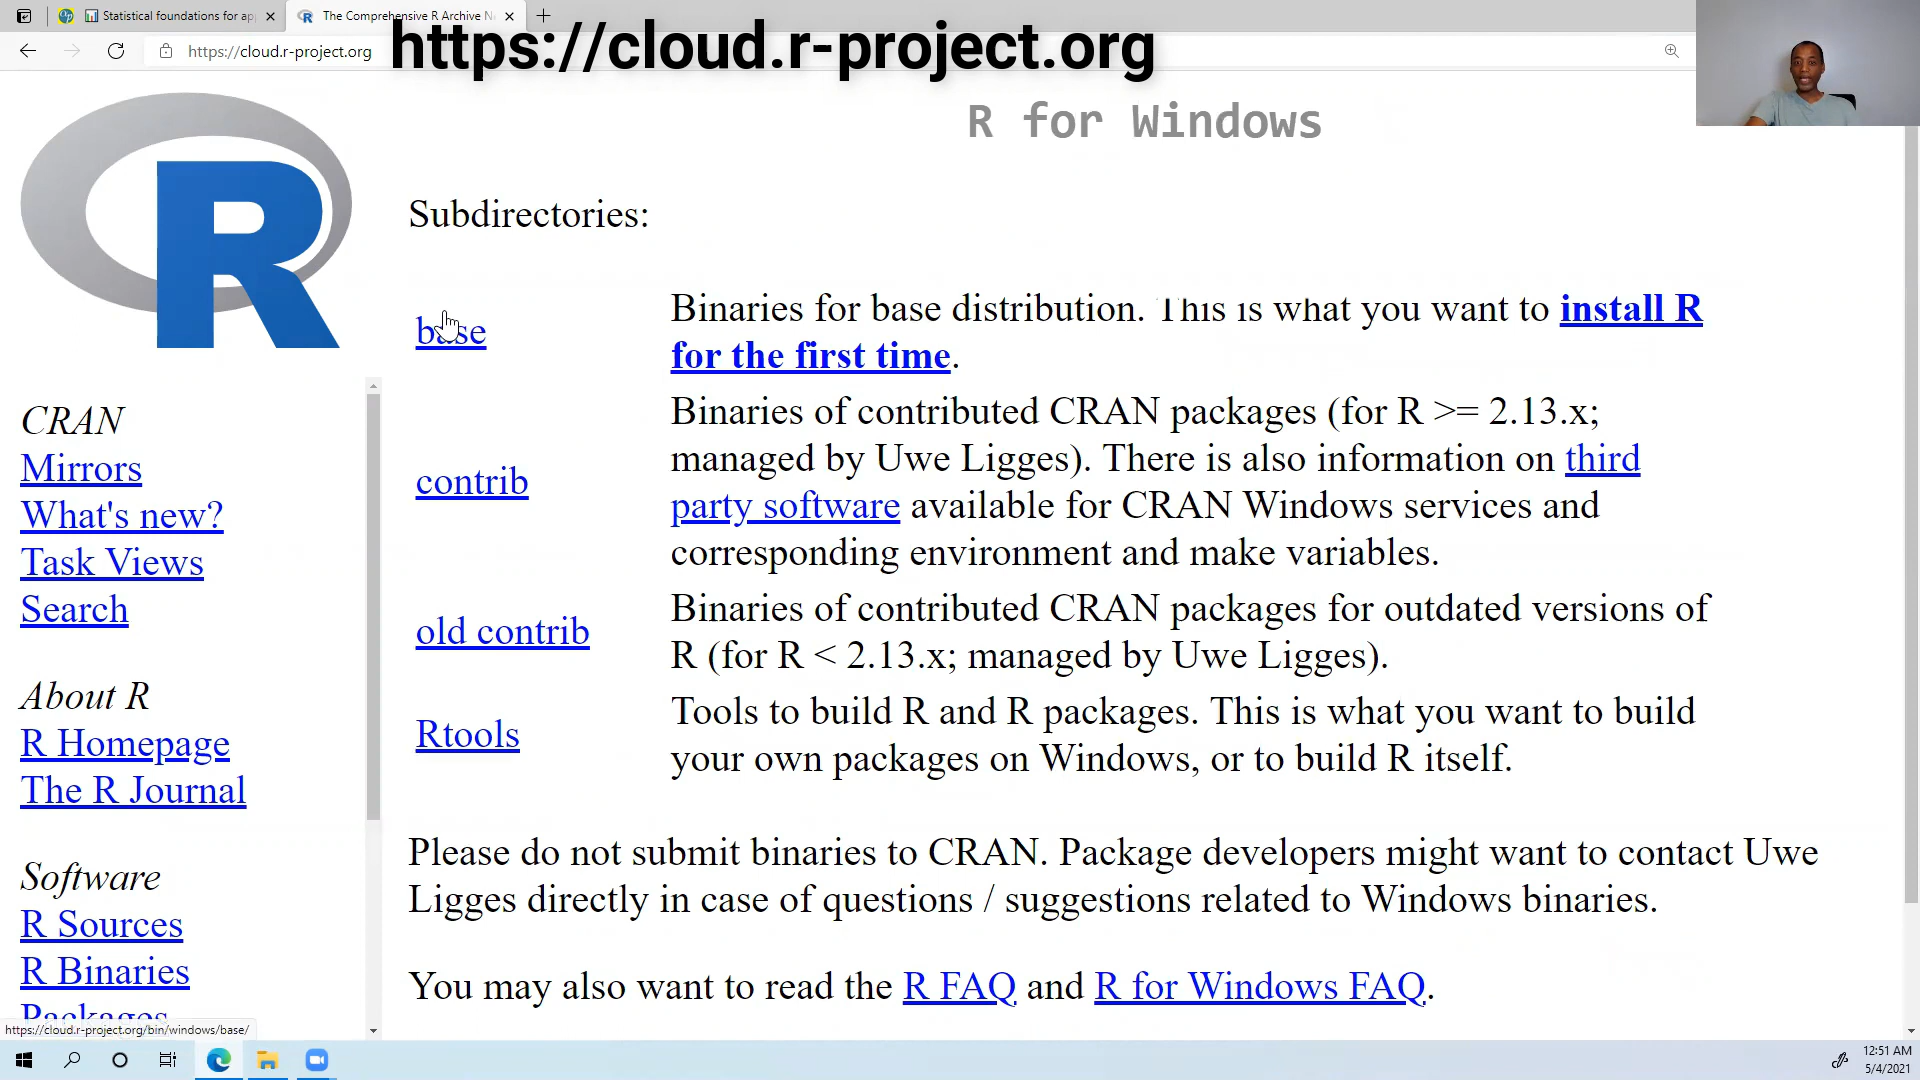 Statistical foundations for ap
The Comprehensive R Archive N
https://cloud.r-project.org
https://cloud.r-project.org
R for Windows
R
Subdirectories:
base
Binaries for base distribution. This is what you want to install R
for the first time.
contrib
Binaries of contributed CRAN packages (for R >= 2.13.x;
managed by Uwe Ligges). There is also information on third
party software available for CRAN Windows services and
corresponding environment and make variables.
old contrib
Binaries of contributed CRAN packages for outdated versions of
R (for R < 2.13.x; managed by Uwe Ligges).
Rtools
Tools to build R and R packages. This is what you want to build
your own packages on Windows, or to build R itself.
Please do not submit binaries to CRAN. Package developers might want to contact Uwe
Ligges directly in case of questions / suggestions related to Windows binaries.
You may also want to read the R FAQ and R for Windows FAQ.
CRAN
Mirrors
What's new?
Task Views
Search
About R
R Homepage
The R Journal
Software
R Sources
R Binaries
Packages
https://cloud.r-project.org/bin/windows/base/
12:51 AM
5/4/2021